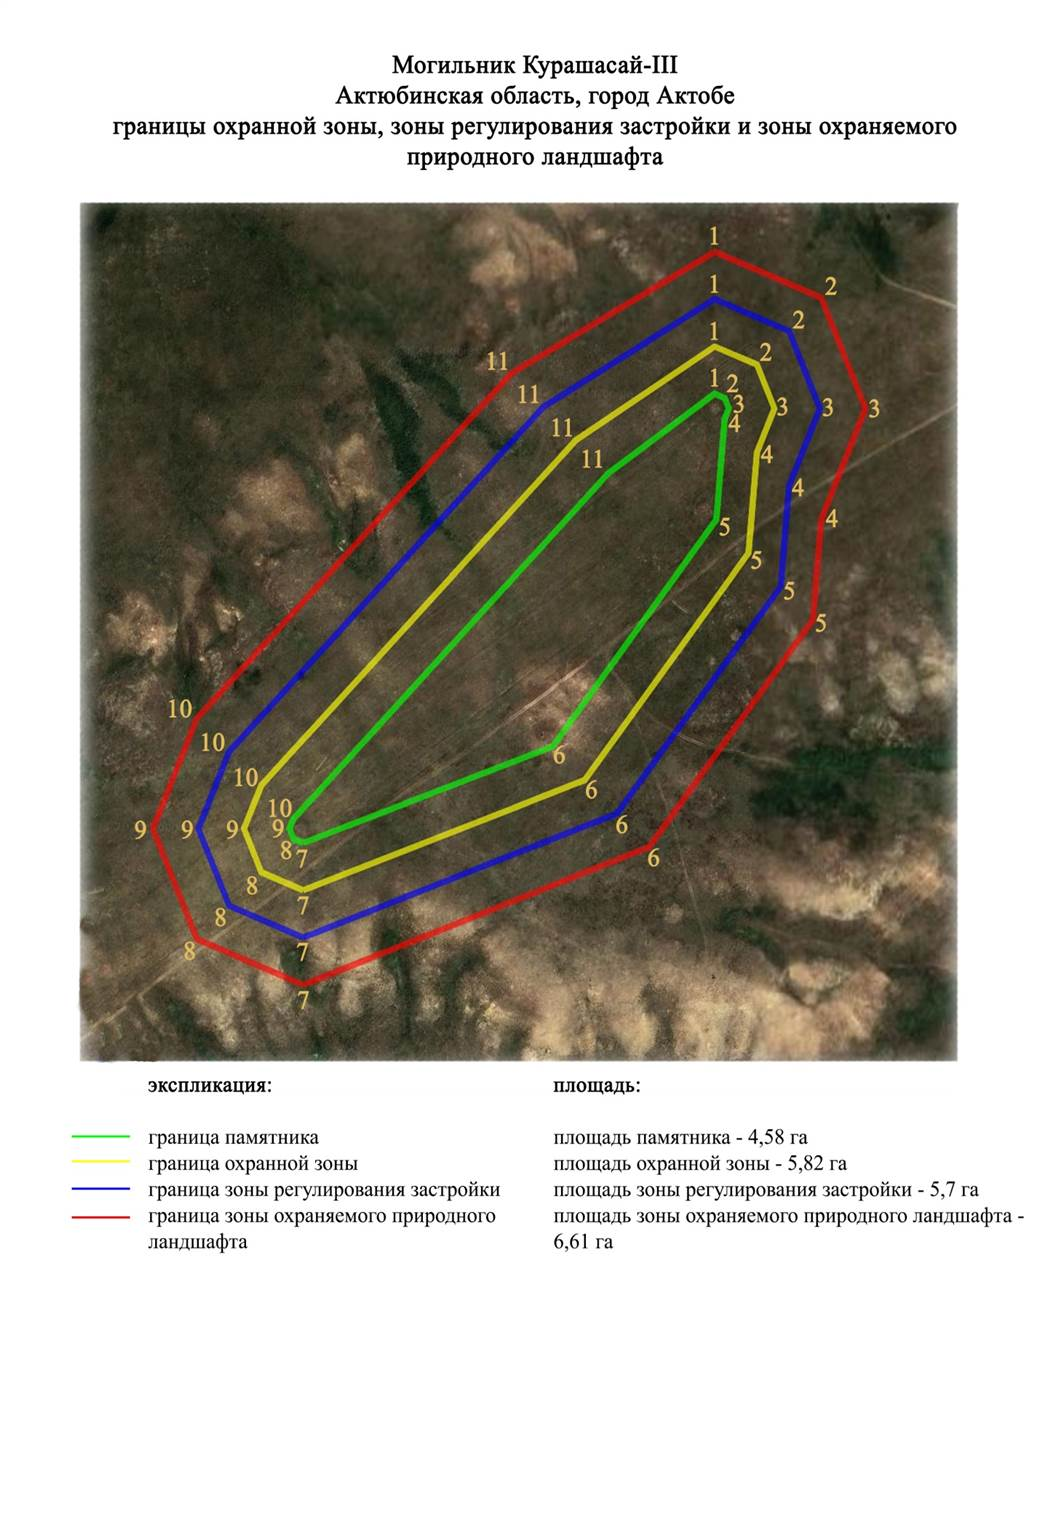 Могильник Курашасай-III
Актюбинская область, город Актобе
границы охранной зоны, зоны регулирования застройки и зоны охраняемого
природного ландшафта
1
1
1
1
2
2
2
2
3
3
3
3
4
4
4
4
5
5
5
5
6
6
6
6
7
7
7
7
8
8
8
8
9
9
9
9
10
10
10
10
11
11
11
11
экспликация:
площадь:
граница памятника
площадь памятника - 4,58 га
граница охранной зоны
площадь охранной зоны - 5,82 га
граница зоны регулирования застройки
площадь зоны регулирования застройки - 5,7 га
граница зоны охраняемого природного
площадь зоны охраняемого природного ландшафта -
ландшафта
6,61 га